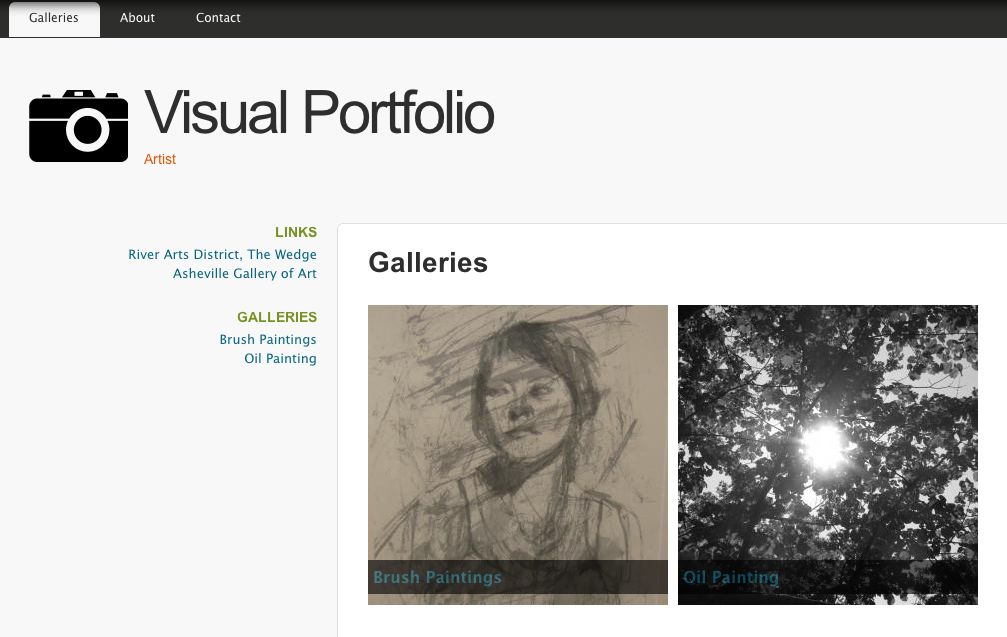 Galleries About Contact
Visual Portfolio
Artist
LINKS
River Arts District, The Wedge
Asheville Gallery of Art
GALLERIES
Brush Paintings
Oil Painting
Galleries
Brush Paintings
Oil Painting